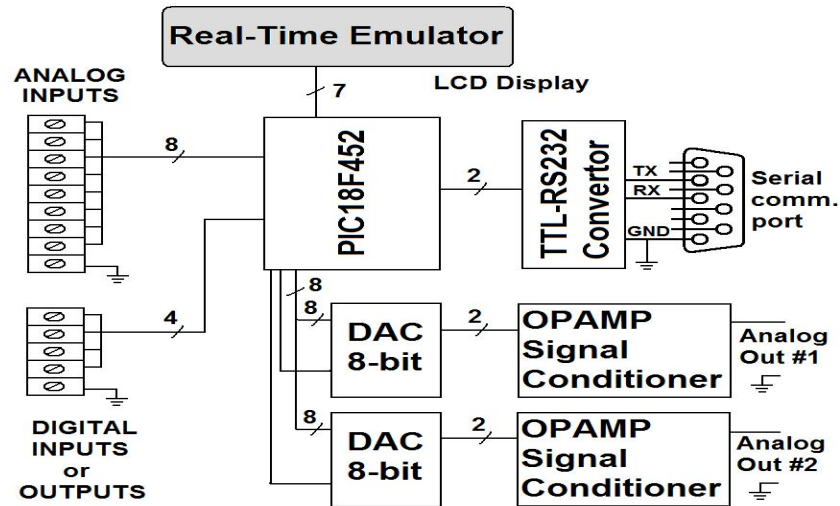 Real-Time Emulator
LCD Display
7
ANALOG
INPUTS
8
PIC18F452
2
TTL-RS232
Convertor
TX
RX
GND
Serial
comm.
port
8
4
8
DAC
8-bit
2
OPAMP
Signal
Conditioner
Analog
Out #1
DIGITAL
INPUTS
or
OUTPUTS
8
DAC
8-bit
2
OPAMP
Signal
Conditioner
Analog
Out #2